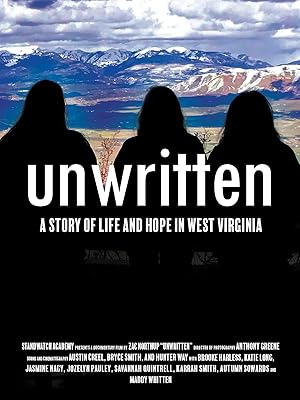 unwritten
A STORY OF LIFE AND HOPE IN WEST VIRGINIA
STANDWATCH ACADEMY PRESENTS A DOCUMENTARY FILM BY ZAC NORTHUP "UNWRITTEN" DIRECTOR OF PHOTOGRAPHY ANTHONY GREENE
SOUND AND CINEMATOGRAPHY AUSTIN CREEL, BRYCE SMITH, AND HUNTER WAY WITH BROOKE HARLESS, KATIE LONG,
JASMINE NAGY, JOZELYN PAULEY, SAVANNAH QUINTRELL, KARRAH SMITH, AUTUMN SOWARDS AND
MADDY WHITTEN